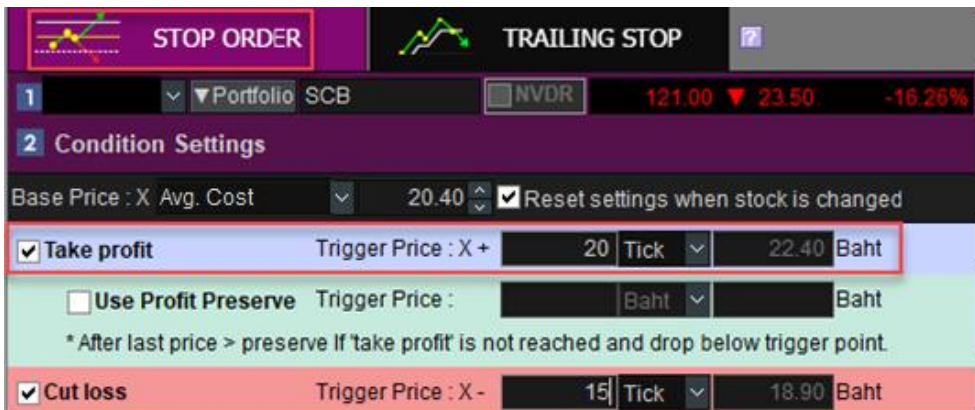 STOP ORDER TRAILING STOP ?
1 ▼Portfolio SCB NVDR 121.00 ▼ 23.50 -16.26%
2 Condition Settings
Base Price : X Avg. Cost 20.40 Reset settings when stock is changed
Take profit Trigger Price : X + 20 Tick 22.40 Baht
Use Profit Preserve Trigger Price : Baht Baht
* After last price > preserve If 'take profit' is not reached and drop below trigger point.
Cut loss Trigger Price : X - 15 Tick 18.90 Baht